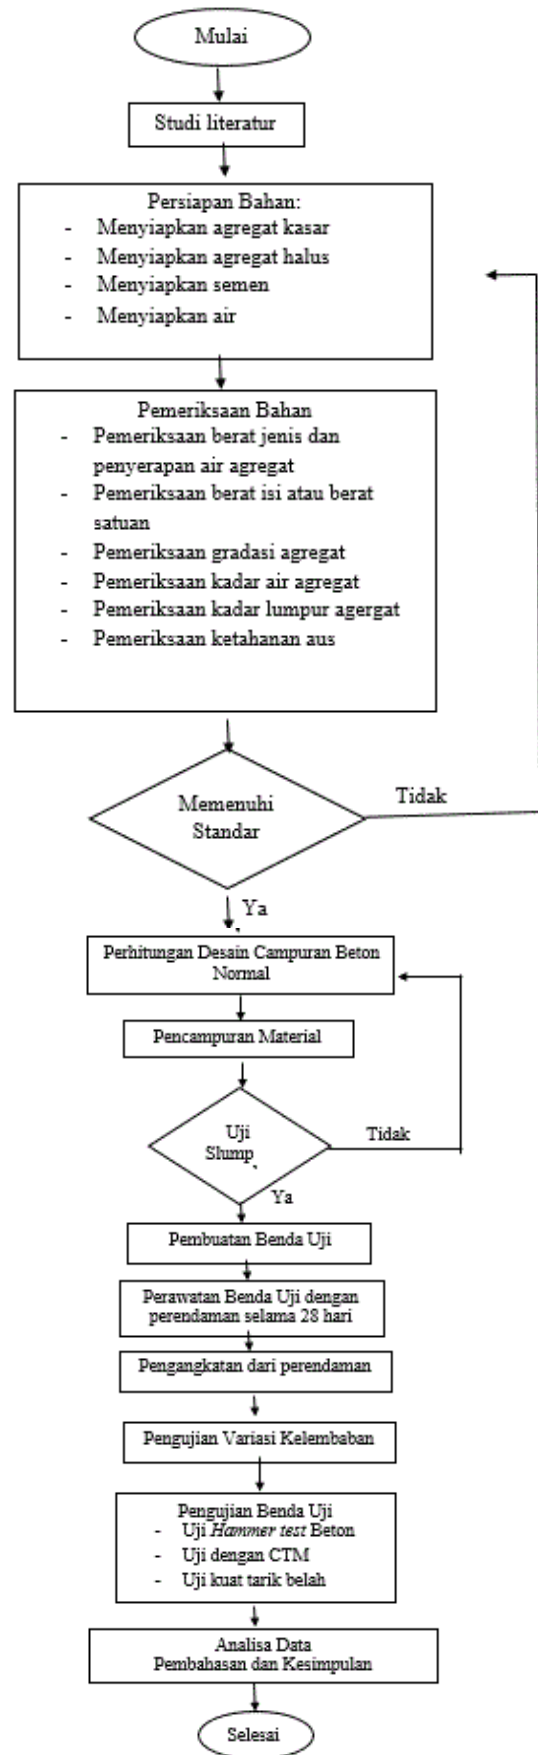 Mulai
Studi literatur
Persiapan Bahan:
- Menyiapkan agregat kasar
- Menyiapkan agregat halus
- Menyiapkan semen
- Menyiapkan air
Pemeriksaan Bahan
- Pemeriksaan berat jenis dan
penyerapan air agregat
- Pemeriksaan berat isi atau berat
satuan
- Pemeriksaan gradasi agregat
- Pemeriksaan kadar air agregat
- Pemeriksaan kadar lumpur agergat
- Pemeriksaan ketahanan aus
Memenuhi
Standar
Tidak
Ya
Perhitungan Desain Campuran Beton
Normal
Pencampuran Material
Uji
Slump
Tidak
Ya
Pembuatan Benda Uji
Perawatan Benda Uji dengan
perendaman selama 28 hari
Pengangkatan dari perendaman
Pengujian Variasi Kelembaban
Pengujian Benda Uji
- Uji Hammer test Beton
- Uji dengan CTM
- Uji kuat tarik belah
Analisa Data
Pembahasan dan Kesimpulan
Selesai